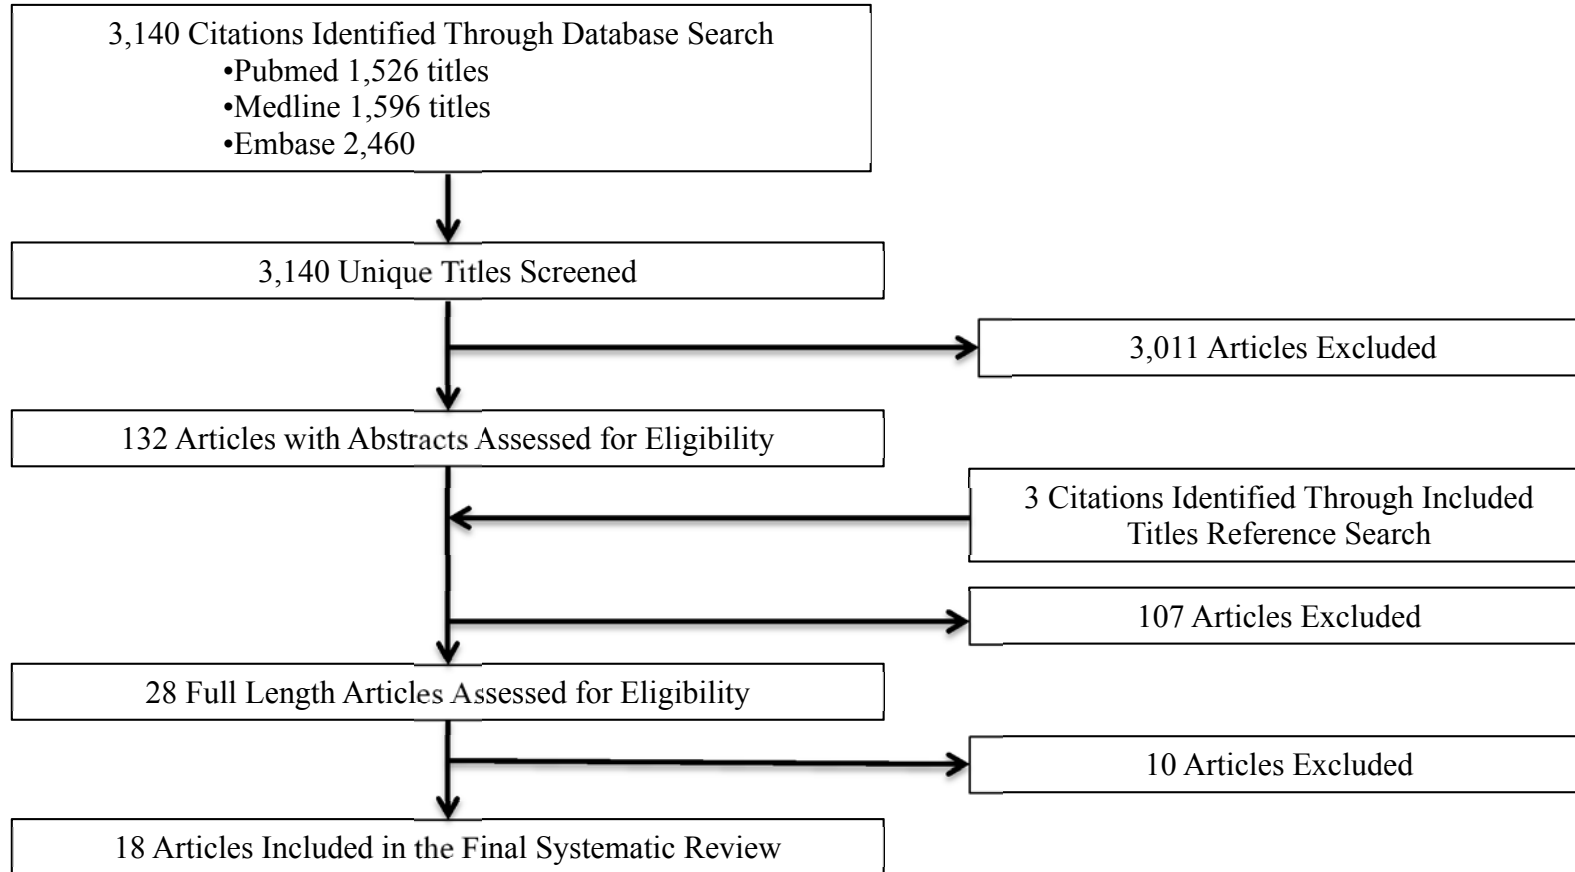 3,140 Citations Identified Through Database Search
•Pubmed 1,526 titles
•Medline 1,596 titles
•Embase 2,460
3,140 Unique Titles Screened
3,011 Articles Excluded
132 Articles with Abstracts Assessed for Eligibility
3 Citations Identified Through Included
Titles Reference Search
107 Articles Excluded
28 Full Length Articles Assessed for Eligibility
10 Articles Excluded
18 Articles Included in the Final Systematic Review